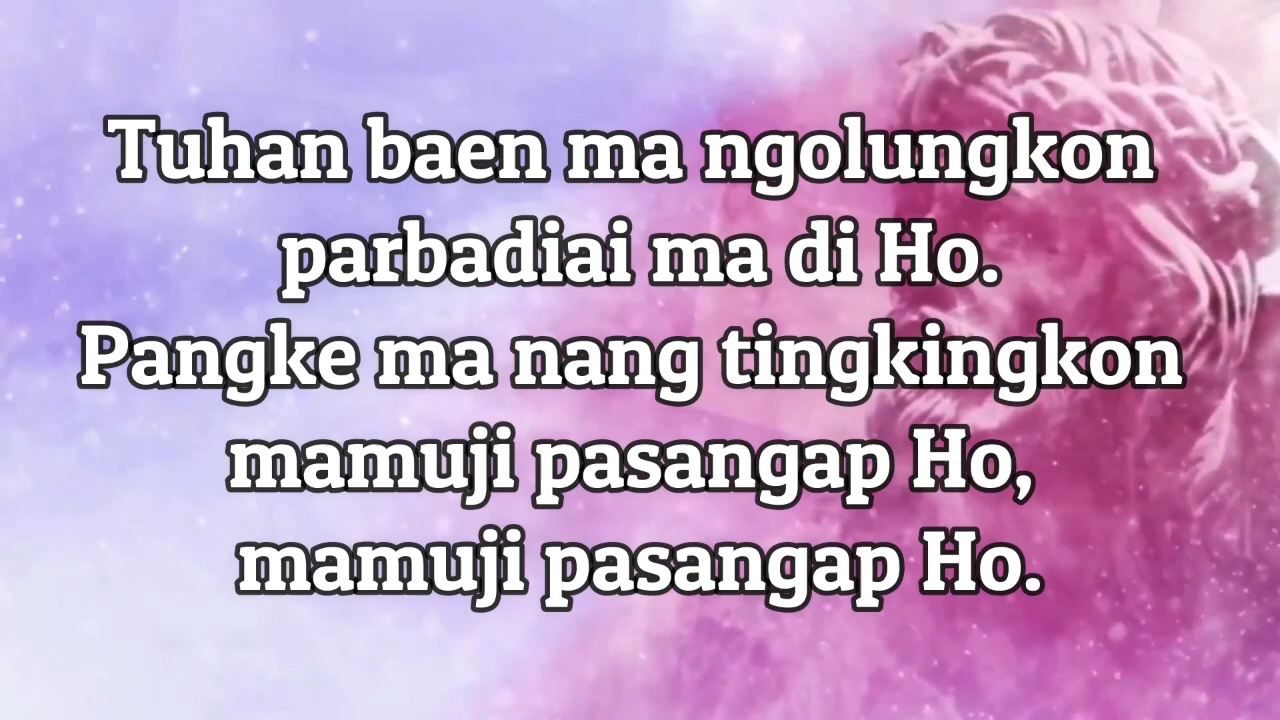 Tuhan baen ma ngolungkon
parbadiai ma di Ho.
Pangke ma nang tingkingkon
mamuji pasangap Ho,
mamuji pasangap Ho.